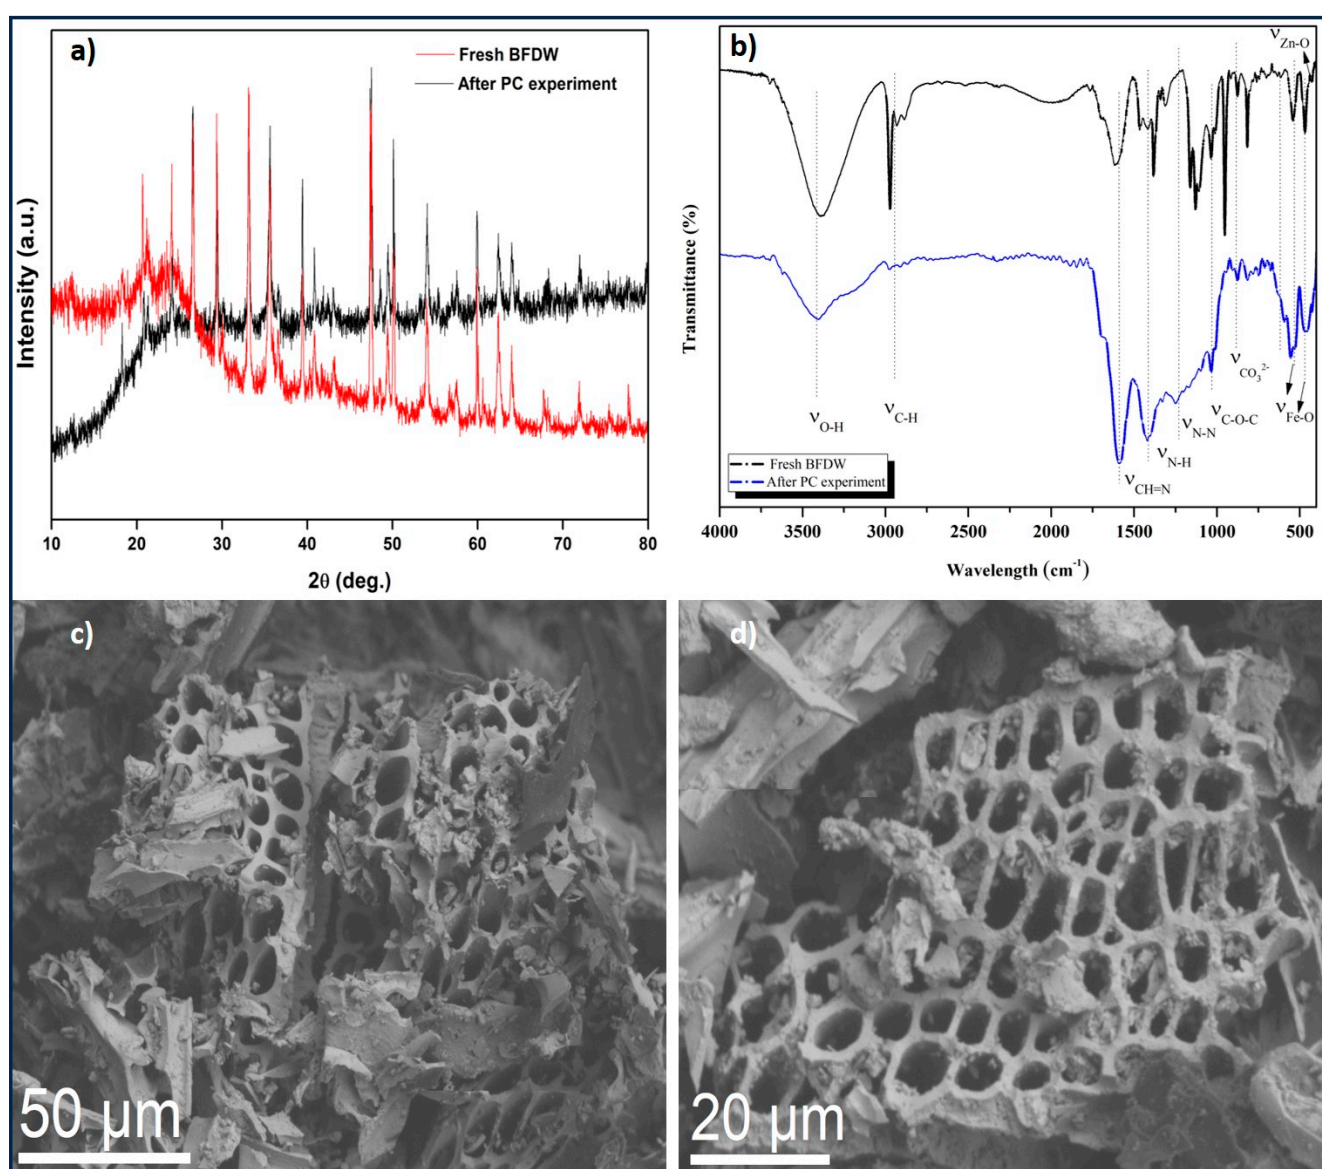 a)
Fresh BFDW
After PC experiment
Intensity (a.u.)
10 20 30 40 50 60 70 80
2θ (deg.)
b)
νZn-O
Transmittance (%)
νO-H
νC-H
νCO₃²⁻
νFe-O
νC-O-C
νN-N
νN-H
νCH=N
Fresh BFDW
After PC experiment
4000 3500 3000 2500 2000 1500 1000 500
Wavelength (cm⁻¹)
c)
50 µm
d)
20 µm